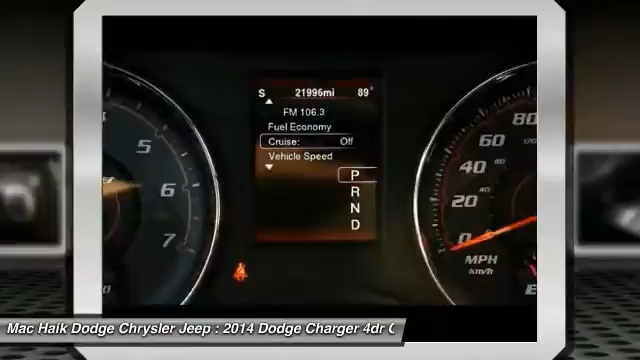 S 21996mi 89°
FM 106.3
Fuel Economy
Cruise: Off
Vehicle Speed
P
R
N
D
5
6
7
80
60
40
20
0
40
MPH
km/h
E
Mac Haik Dodge Chrysler Jeep : 2014 Dodge Charger 4dr